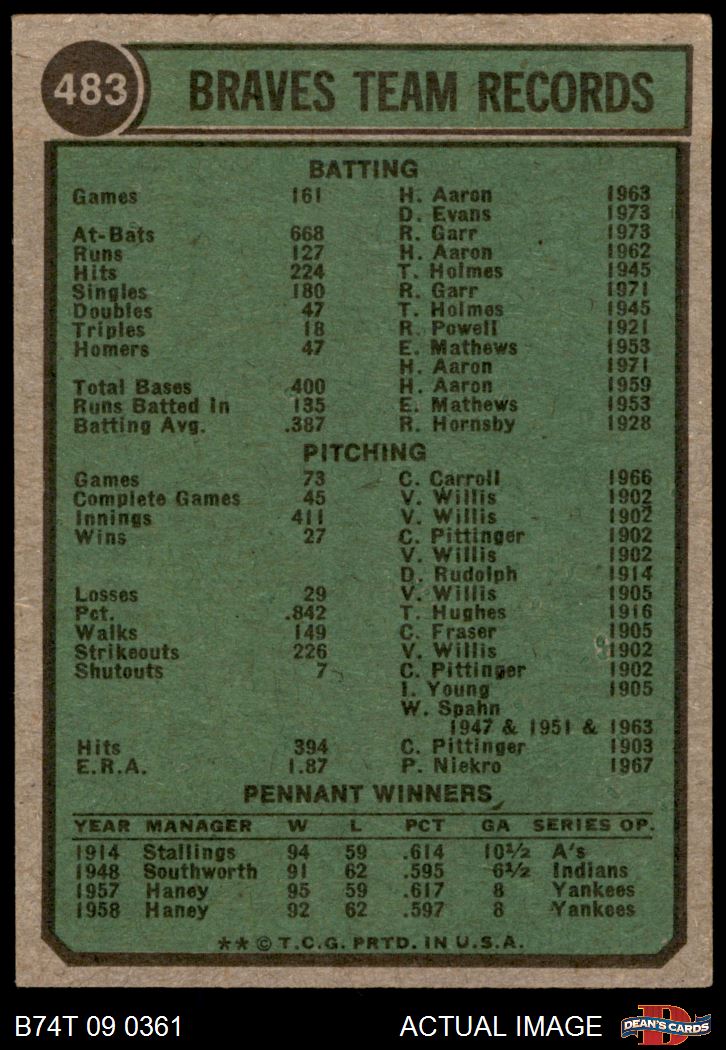 483 BRAVES TEAM RECORDS
BATTING
Games 161 H. Aaron 1963
D. Evans 1973
At-Bats 668 R. Garr 1973
Runs 127 H. Aaron 1962
Hits 224 T. Holmes 1945
Singles 180 R. Garr 1971
Doubles 47 T. Holmes 1945
Triples 18 R. Powell 1921
Homers 47 E. Mathews 1953
H. Aaron 1971
Total Bases 400 H. Aaron 1959
Runs Batted In 135 E. Mathews 1953
Batting Avg. .387 R. Hornsby 1928
PITCHING
Games 73 C. Carroll 1966
Complete Games 45 V. Willis 1902
Innings 411 V. Willis 1902
Wins 27 C. Pittinger 1902
V. Willis 1902
D. Rudolph 1914
Losses 29 V. Willis 1905
Pct. .842 T. Hughes 1916
Walks 149 C. Fraser 1905
Strikeouts 226 V. Willis 1902
Shutouts 7 C. Pittinger 1902
I. Young 1905
W. Spahn
1947 & 1951 & 1963
Hits 394 C. Pittinger 1903
E.R.A. 1.87 P. Niekro 1967
PENNANT WINNERS
YEAR MANAGER W L PCT GA SERIES OP.
1914 Stallings 94 59 .614 10½ A's
1948 Southworth 91 62 .595 6½ Indians
1957 Haney 95 59 .617 8 Yankees
1958 Haney 92 62 .597 8 Yankees
** © T.C.G. PRTD. IN U.S.A.
B74T 09 0361 ACTUAL IMAGE D DEAN'S CARDS